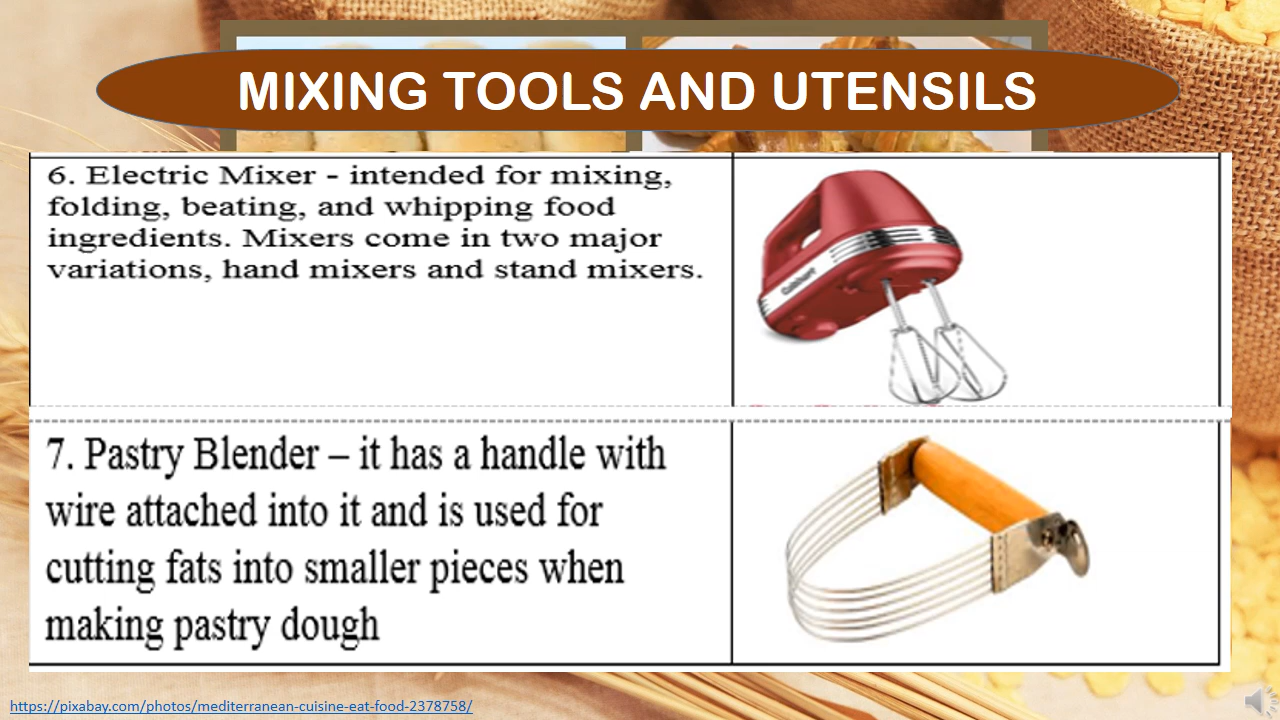 MIXING TOOLS AND UTENSILS
6. Electric Mixer - intended for mixing,
folding, beating, and whipping food
ingredients. Mixers come in two major
variations, hand mixers and stand mixers.
7. Pastry Blender – it has a handle with
wire attached into it and is used for
cutting fats into smaller pieces when
making pastry dough
https://pixabay.com/photos/mediterranean-cuisine-eat-food-2378758/